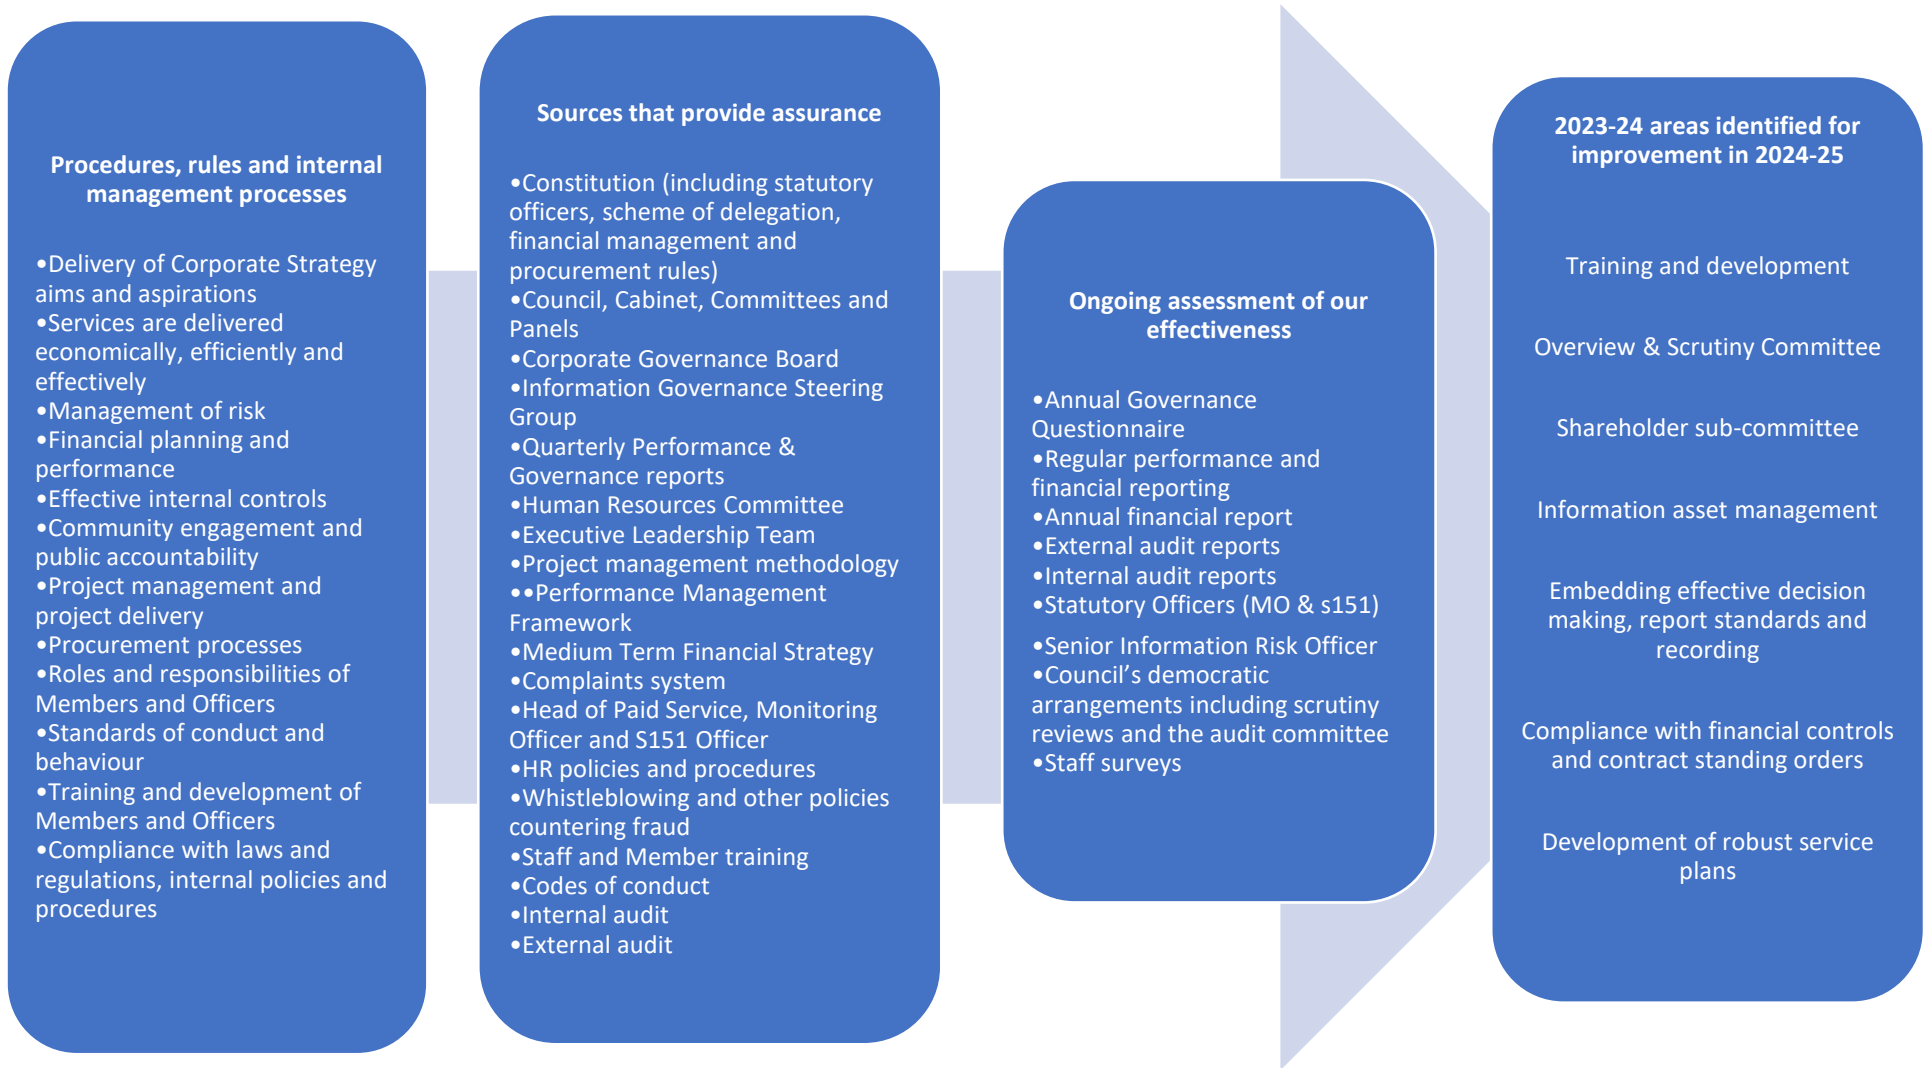 Procedures, rules and internal
management processes
•Delivery of Corporate Strategy
aims and aspirations
•Services are delivered
economically, efficiently and
effectively
•Management of risk
•Financial planning and
performance
•Effective internal controls
•Community engagement and
public accountability
•Project management and
project delivery
•Procurement processes
•Roles and responsibilities of
Members and Officers
•Standards of conduct and
behaviour
•Training and development of
Members and Officers
•Compliance with laws and
regulations, internal policies and
procedures
Sources that provide assurance
•Constitution (including statutory
officers, scheme of delegation,
financial management and
procurement rules)
•Council, Cabinet, Committees and
Panels
•Corporate Governance Board
•Information Governance Steering
Group
•Quarterly Performance &
Governance reports
•Human Resources Committee
•Executive Leadership Team
•Project management methodology
••Performance Management
Framework
•Medium Term Financial Strategy
•Complaints system
•Head of Paid Service, Monitoring
Officer and S151 Officer
•HR policies and procedures
•Whistleblowing and other policies
countering fraud
•Staff and Member training
•Codes of conduct
•Internal audit
•External audit
Ongoing assessment of our
effectiveness
•Annual Governance
Questionnaire
•Regular performance and
financial reporting
•Annual financial report
•External audit reports
•Internal audit reports
•Statutory Officers (MO & s151)
•Senior Information Risk Officer
•Council’s democratic
arrangements including scrutiny
reviews and the audit committee
•Staff surveys
2023-24 areas identified for
improvement in 2024-25
Training and development
Overview & Scrutiny Committee
Shareholder sub-committee
Information asset management
Embedding effective decision
making, report standards and
recording
Compliance with financial controls
and contract standing orders
Development of robust service
plans